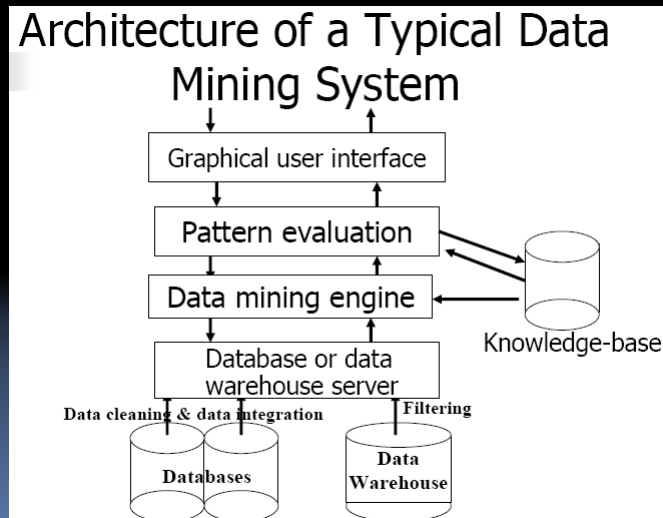 Architecture of a Typical Data
Mining System
Graphical user interface
Pattern evaluation
Data mining engine
Knowledge-base
Database or data
warehouse server
Data cleaning & data integration
Filtering
Databases
Data
Warehouse